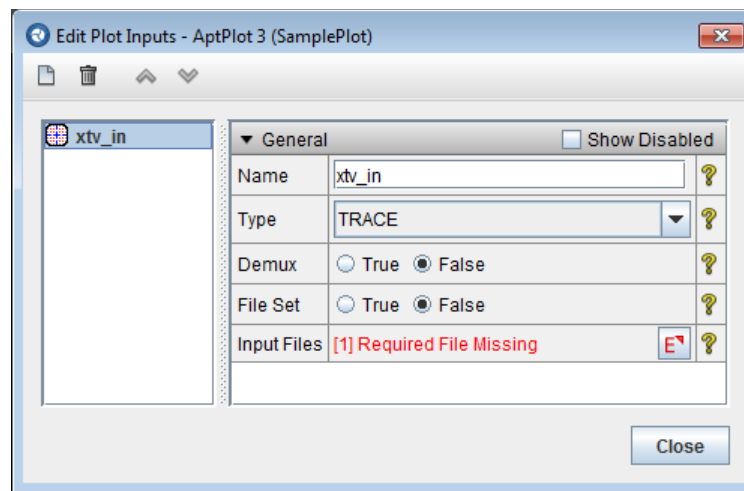 Edit Plot Inputs - AptPlot 3 (SamplePlot)
xtv_in
General Show Disabled
Name xtv_in
Type TRACE
Demux True False
File Set True False
Input Files [1] Required File Missing E
Close